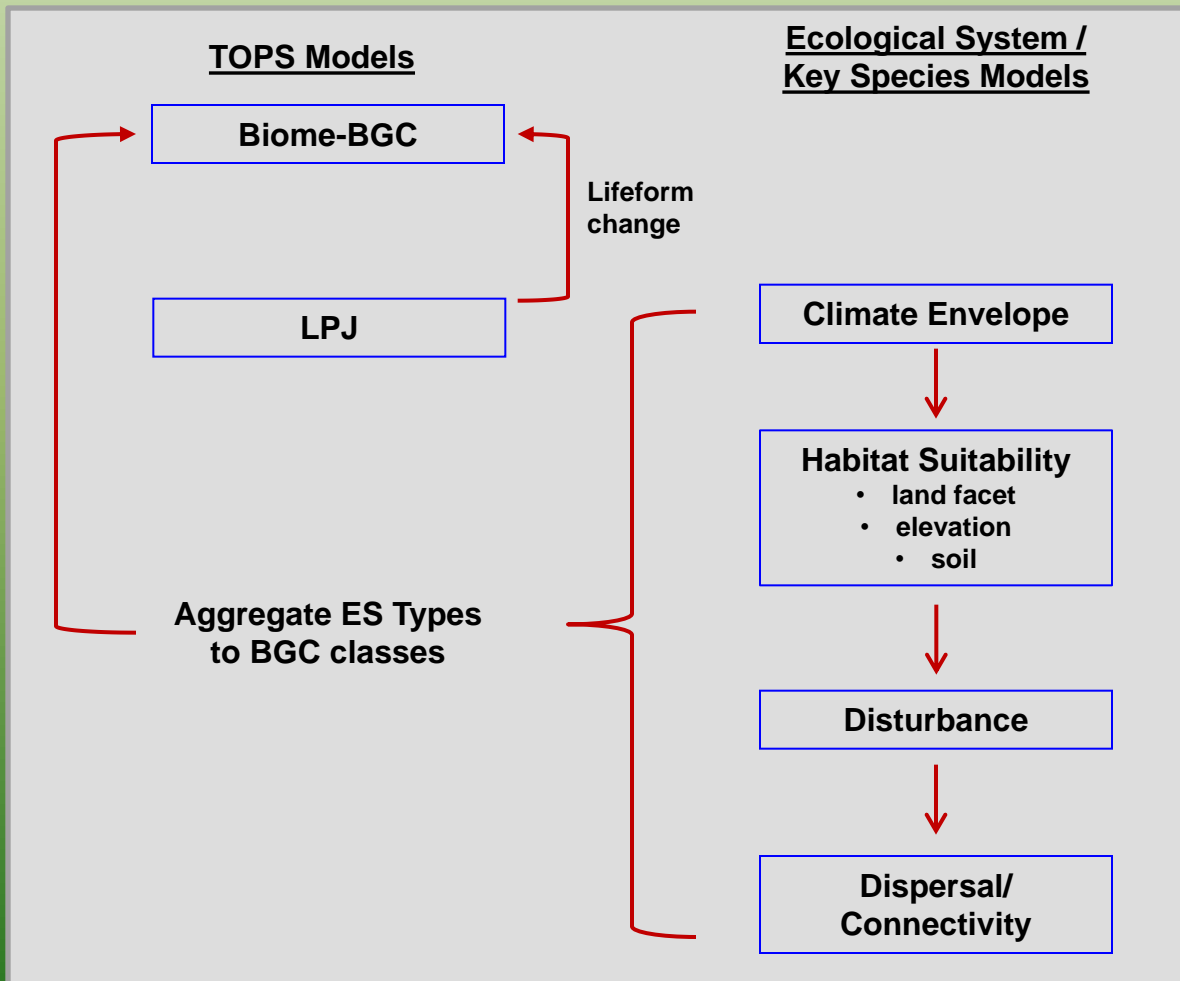 TOPS Models
Biome-BGC
Lifeform
change
LPJ
Aggregate ES Types
to BGC classes
Ecological System /
Key Species Models
Climate Envelope
Habitat Suitability
• land facet
• elevation
• soil
Disturbance
Dispersal/
Connectivity